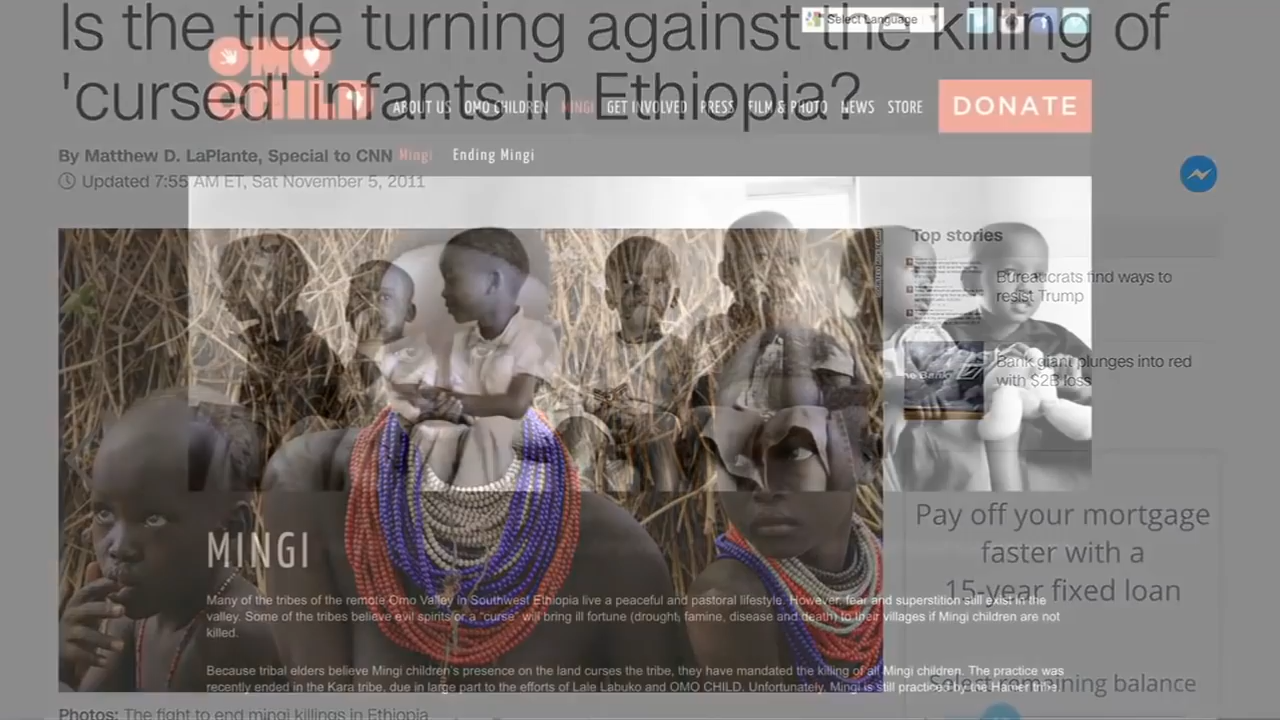 Is the tide turning against the killing of
'cursed' infants in Ethiopia?
Select Language
OMO
CHILD
ABOUT US OMO CHILDREN MINGI GET INVOLVED PRESS FILM & PHOTO NEWS STORE
DONATE
By Matthew D. LaPlante, Special to CNN
Mingi Ending Mingi
Updated 7:55 AM ET, Sat November 5, 2011
Top stories
Bureaucrats find ways to
resist Trump
Bank giant plunges into red
with $2B loss
Pay off your mortgage
faster with a
15-year fixed loan
Select remaining balance
MINGI
Many of the tribes of the remote Omo Valley in Southwest Ethiopia live a peaceful and pastoral lifestyle. However, fear and superstition still exist in the
valley. Some of the tribes believe evil spirits or a "curse" will bring ill fortune (drought, famine, disease and death) to their villages if Mingi children are not
killed.
Because tribal elders believe Mingi children's presence on the land curses the tribe, they have mandated the killing of all Mingi children. The practice was
recently ended in the Kara tribe, due in large part to the efforts of Lale Labuko and OMO CHILD. Unfortunately, Mingi is still practiced by the Hamer tribe
Photos: The fight to end mingi killings in Ethiopia